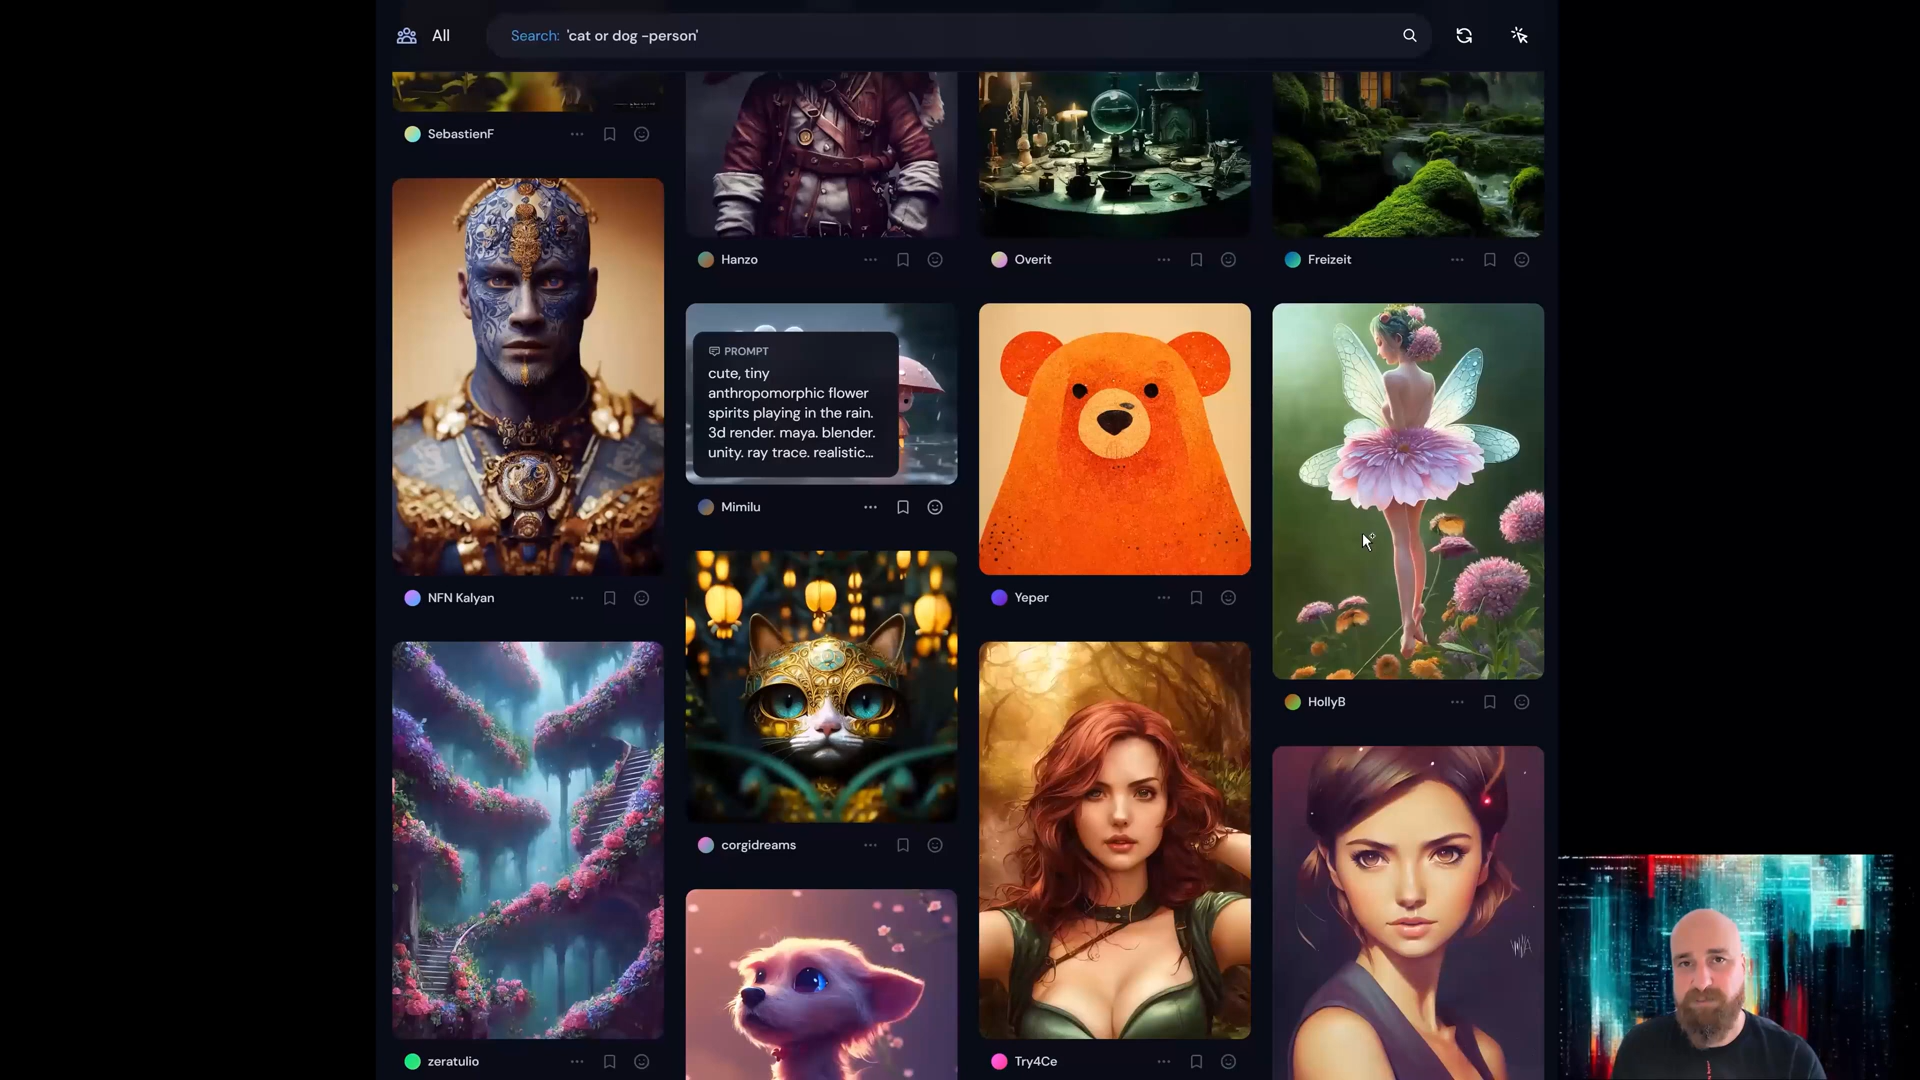 All
Search: 'cat or dog -person'
SebastienF
Hanzo
Overit
Freizeit
PROMPT
cute, tiny
anthropomorphic flower
spirits playing in the rain.
3d render. maya. blender.
unity. ray trace. realistic...
Mimilu
NFN Kalyan
Yeper
HollyB
corgidreams
zeratulio
Try4Ce